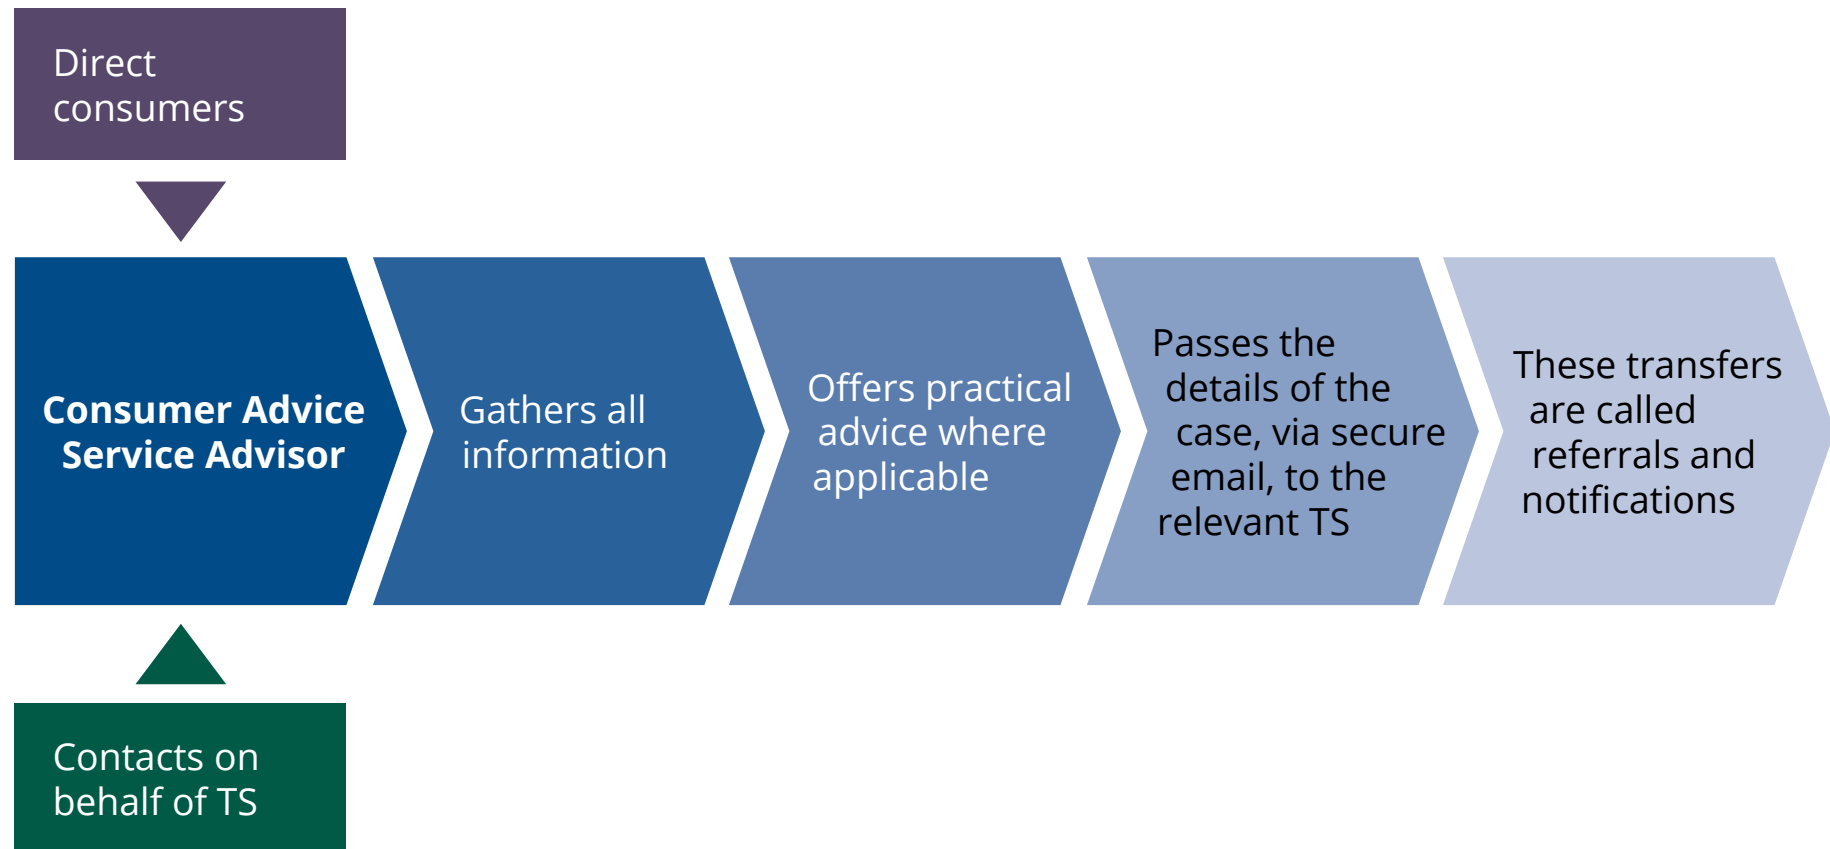 Direct
consumers
Consumer Advice
Service Advisor
Gathers all
information
Offers practical
advice where
applicable
Passes the
details of the
case, via secure
email, to the
relevant TS
These transfers
are called
referrals and
notifications
Contacts on
behalf of TS